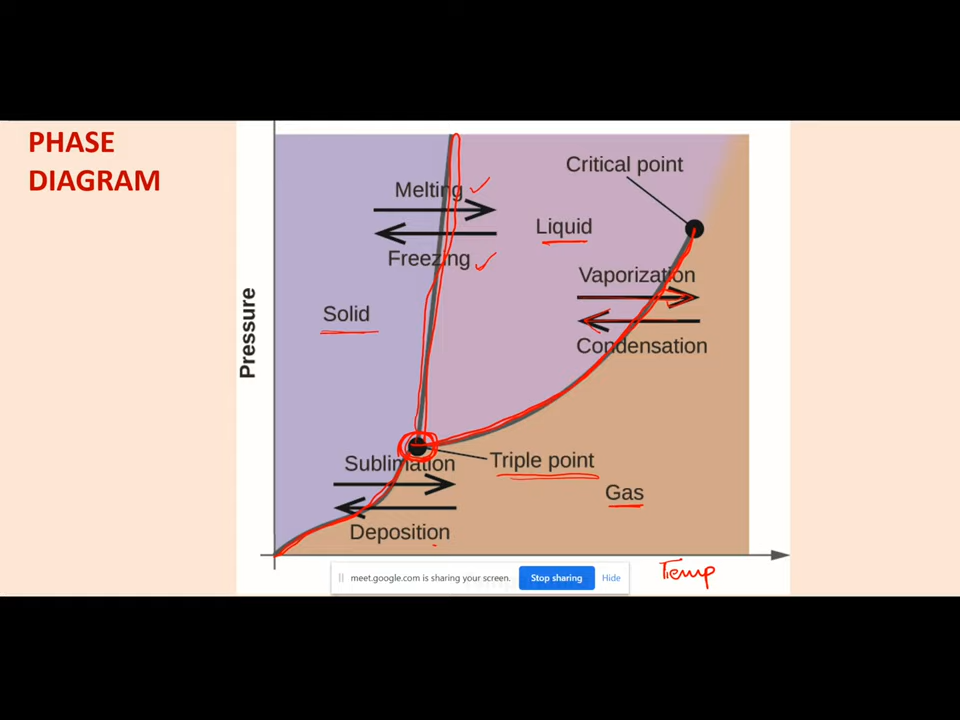 PHASE
DIAGRAM
Critical point
Melting
Liquid
Freezing
Vaporization
Solid
Condensation
Pressure
Sublimation
Triple point
Gas
Deposition
meet.google.com is sharing your screen.
Stop sharing
Hide
Temp